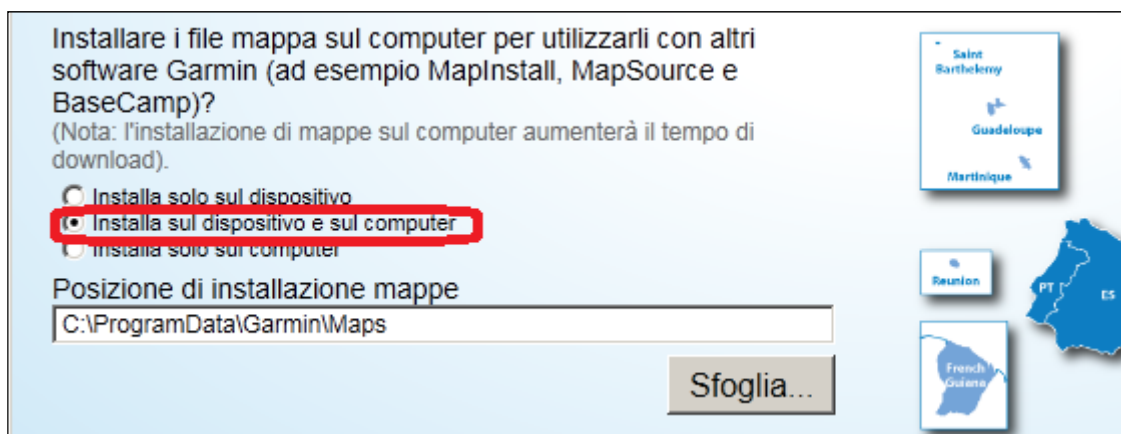 Installare i file mappa sul computer per utilizzarli con altri
software Garmin (ad esempio MapInstall, MapSource e
BaseCamp)?
(Nota: l'installazione di mappe sul computer aumenterà il tempo di
download).
Installa solo sul dispositivo
Installa sul dispositivo e sul computer
Installa solo sul computer
Posizione di installazione mappe
C:\ProgramData\Garmin\Maps
Sfoglia...
Saint
Barthelemy
Guadeloupe
Martinique
Reunion
PT
ES
French
Guiana